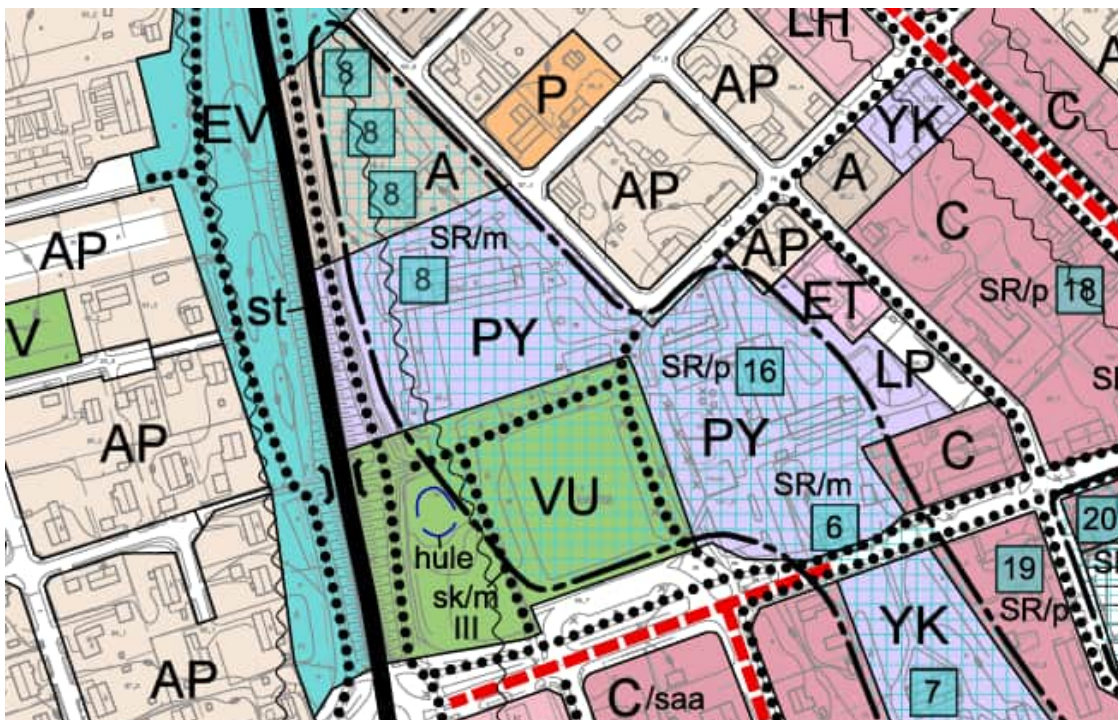 A
LH
8
P
AP
C
A
EV
8
YK
A
8
AP
A
C
SR/m
AP
AP
8
ET
SR/p 18
st
PY
V
SR/p 16
LP
S
AP
PY
C
VU
SR/m
6
20
hule
19
S
sk/m
SR/p
III
YK
AP
7
C/saa